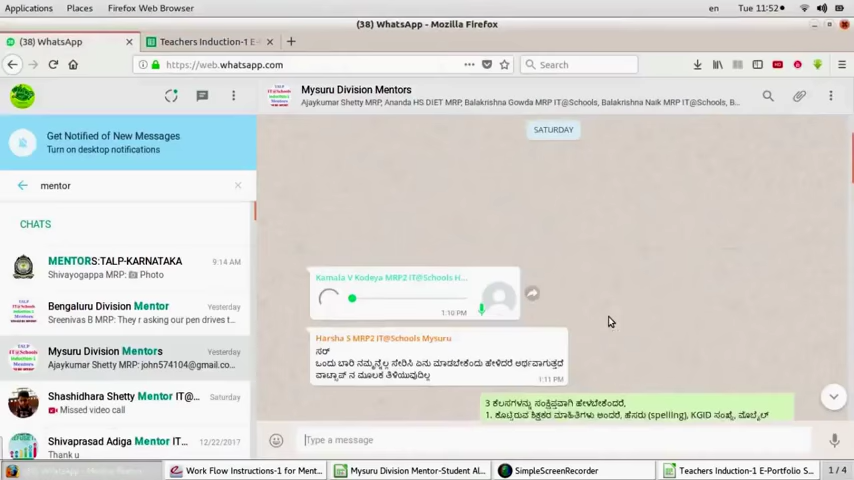 Applications Places Firefox Web Browser en Tue 11:52
(38) WhatsApp - Mozilla Firefox
(38) WhatsApp Teachers Induction-1 E-
https://web.whatsapp.com Search
Mysuru Division Mentors
Ajaykumar Shetty MRP, Ananda HS DIET MRP, Balakrishna Gowda MRP IT@Schools, Balakrishna Naik MRP IT@Schools, B...
Get Notified of New Messages
Turn on desktop notifications
mentor
CHATS
MENTORS:TALP-KARNATAKA 9:14 AM
Shivayogappa MRP: Photo
Bengaluru Division Mentor Yesterday
Sreenivas B MRP: They r asking our pen drives t...
Mysuru Division Mentors Yesterday
Ajaykumar Shetty MRP: john574104@gmail.co...
Shashidhara Shetty Mentor IT@... Saturday
Missed video call
Shivaprasad Adiga Mentor IT... 12/22/2017
Thank u
SATURDAY
Kamala V Kodeya MRP2 IT@Schools H...
1:10 PM
Harsha S MRP2 IT@Schools Mysuru
ಸರ್
ಒಂದು ಬಾರಿ ನಮ್ಮನ್ನೆಲ್ಲ ಸೇರಿಸಿ ಏನು ಮಾಡಬೇಕೆಂದು ಹೇಳಿದರೆ ಅರ್ಥವಾಗುತ್ತದೆ
ವಾಟ್ಸಾಪ್ ನ ಮೂಲಕ ತಿಳಿಯುವುದಿಲ್ಲ
1:11 PM
3 ಕೆಲಸಗಳನ್ನು ಸಂಕ್ಷಿಪ್ತವಾಗಿ ಹೇಳಬೇಕೆಂದರೆ,
1. ಕೊಟ್ಟಿರುವ ಶಿಕ್ಷಕರ ಮಾಹಿತಿಗಳು ಅಂದರೆ, ಹೆಸರು (spelling), KGID ಸಂಖ್ಯೆ, ಮೊಬೈಲ್
Type a message
Work Flow Instructions-1 for Ment... Mysuru Division Mentor-Student Al... SimpleScreenRecorder Teachers Induction-1 E-Portfolio S... 1 / 4